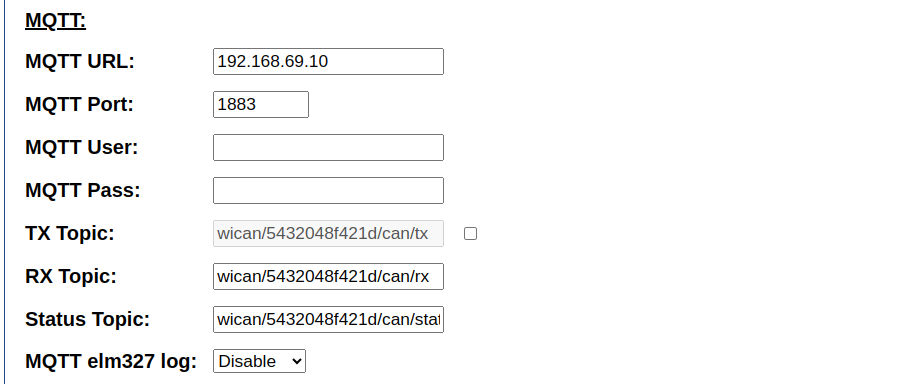 MQTT:
MQTT URL: 192.168.69.10
MQTT Port: 1883
MQTT User:
MQTT Pass:
TX Topic: wican/5432048f421d/can/tx
RX Topic: wican/5432048f421d/can/rx
Status Topic: wican/5432048f421d/can/stat
MQTT elm327 log: Disable